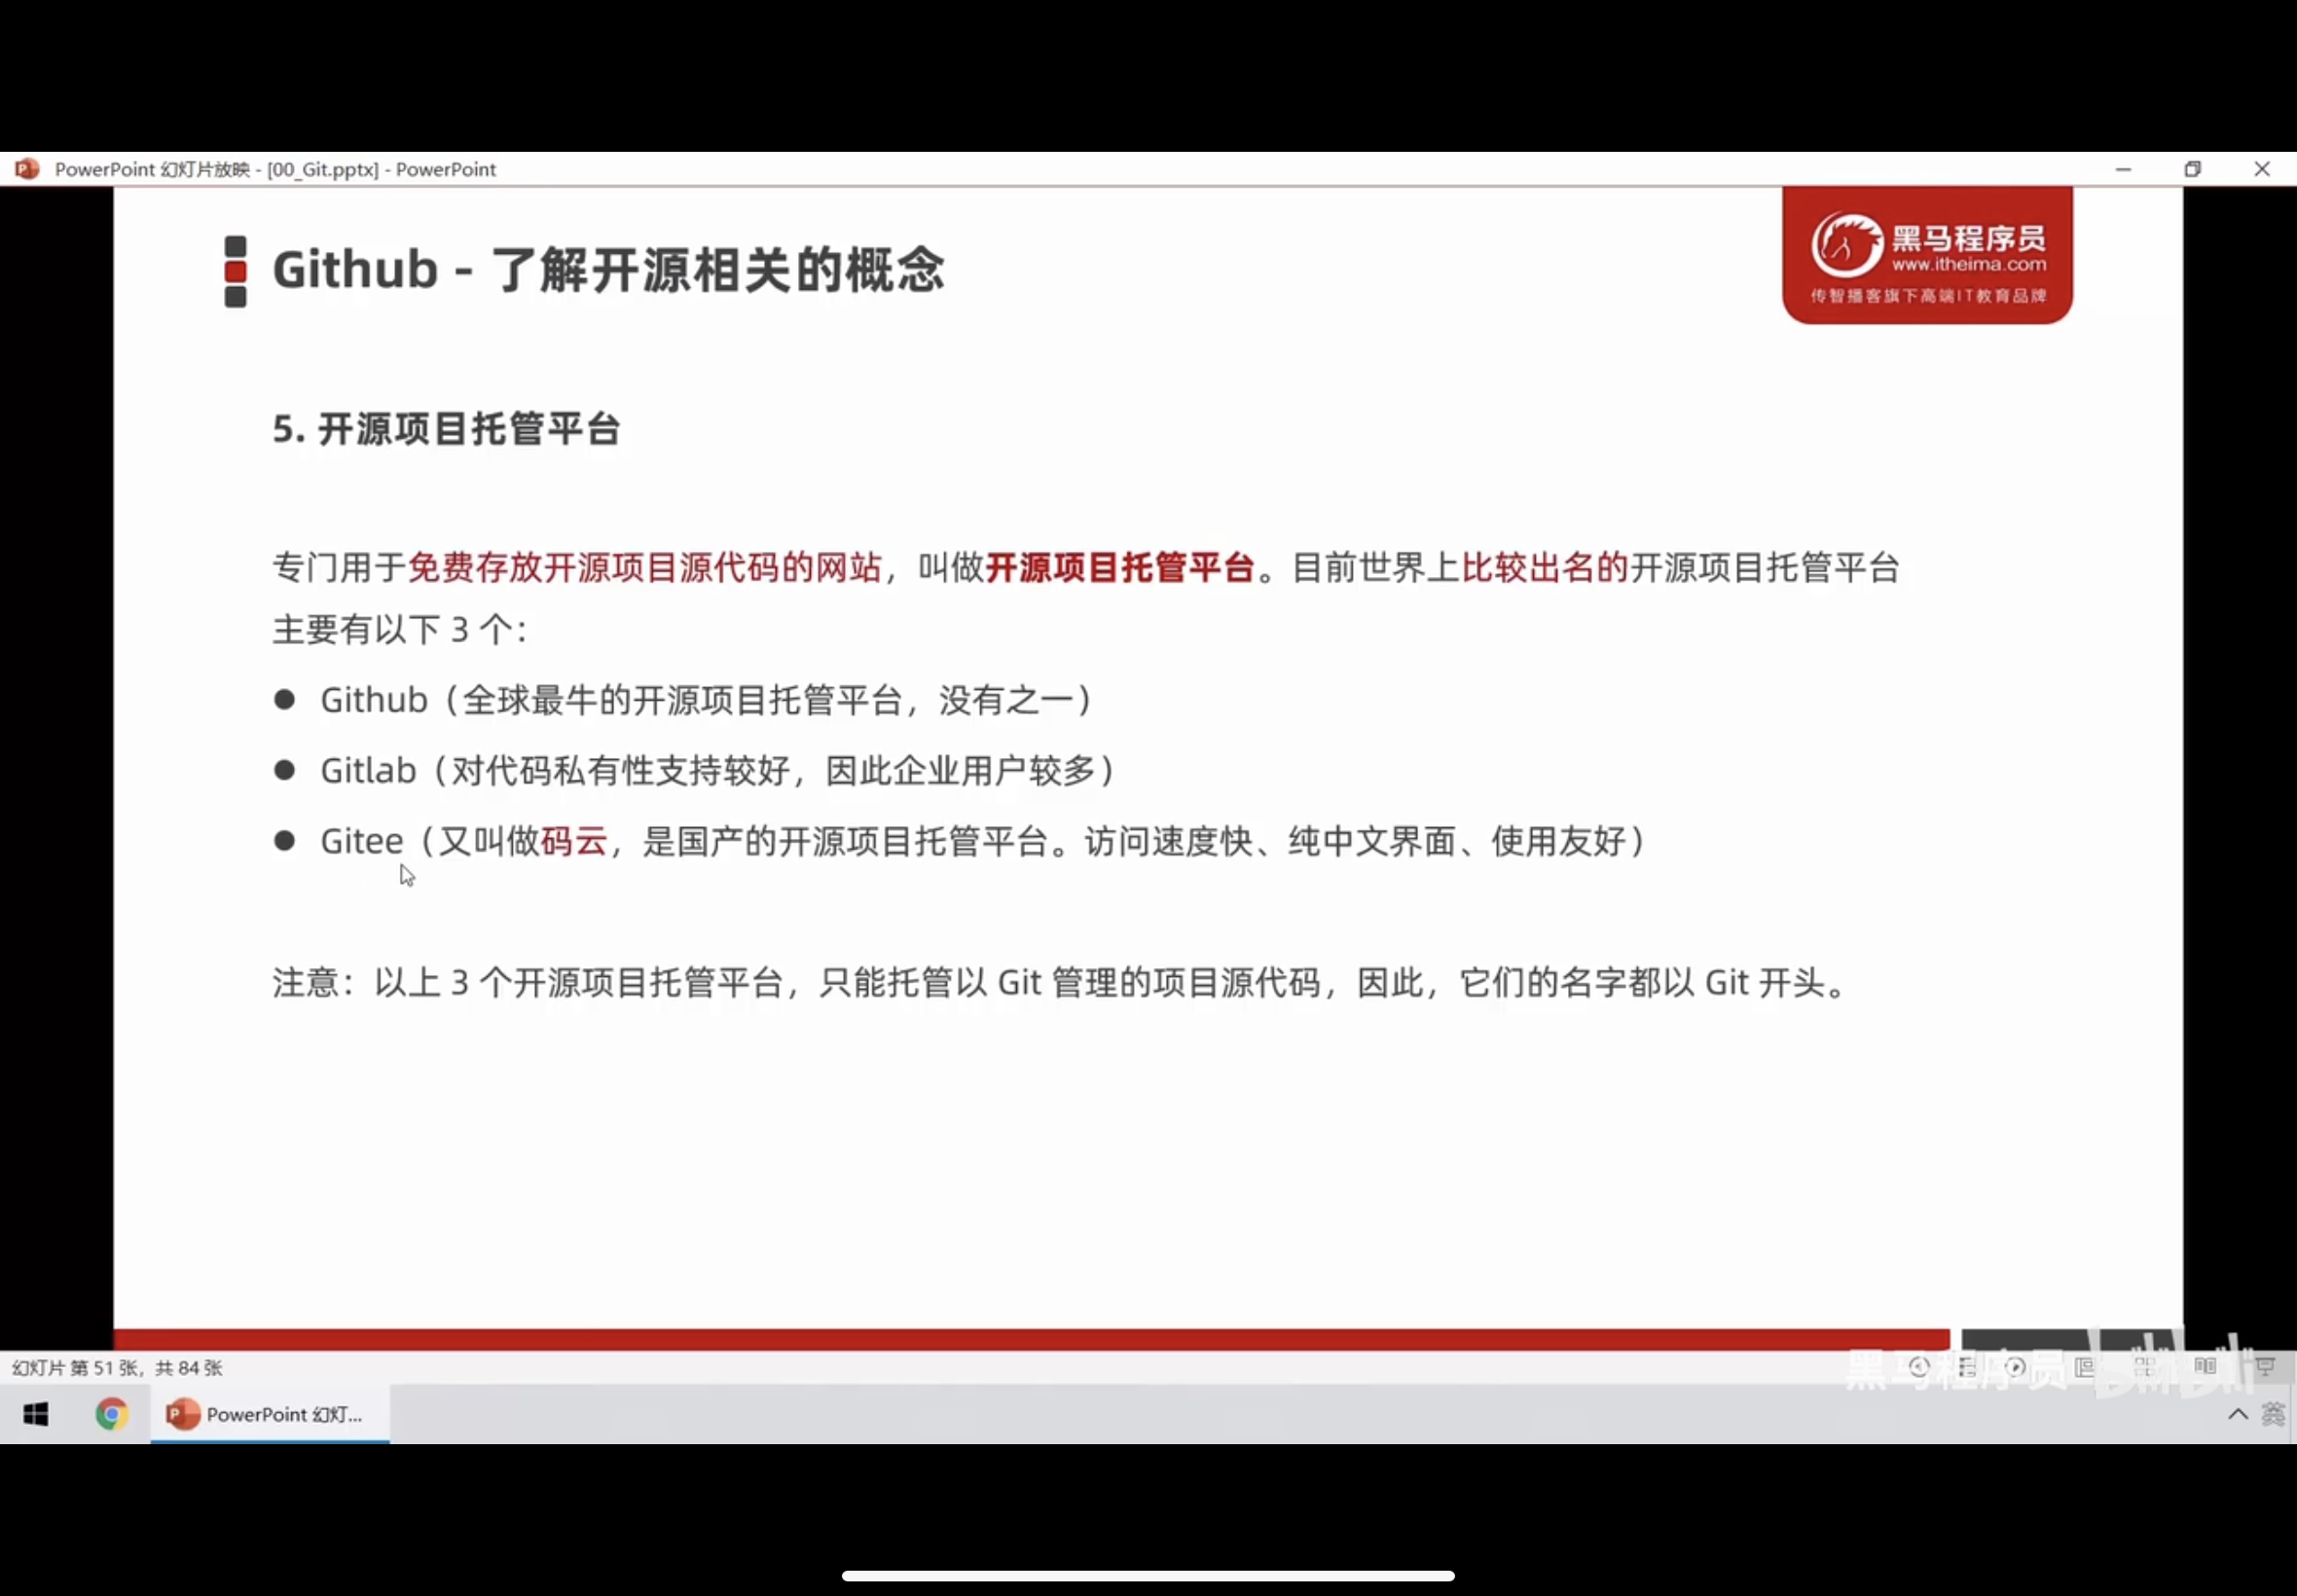 PowerPoint 幻灯片放映 - [00_Git.pptx] - PowerPoint
Github - 了解开源相关的概念
黑马程序员
www.itheima.com
传智播客旗下高端IT教育品牌
5. 开源项目托管平台
专门用于免费存放开源项目源代码的网站，叫做开源项目托管平台。目前世界上比较出名的开源项目托管平台
主要有以下 3 个：
● Github（全球最牛的开源项目托管平台，没有之一）
● Gitlab（对代码私有性支持较好，因此企业用户较多）
● Gitee（又叫做码云，是国产的开源项目托管平台。访问速度快、纯中文界面、使用友好）
注意：以上 3 个开源项目托管平台，只能托管以 Git 管理的项目源代码，因此，它们的名字都以 Git 开头。
幻灯片 第 51 张，共 84 张
黑马程序员 bilibili
PowerPoint 幻灯...
英